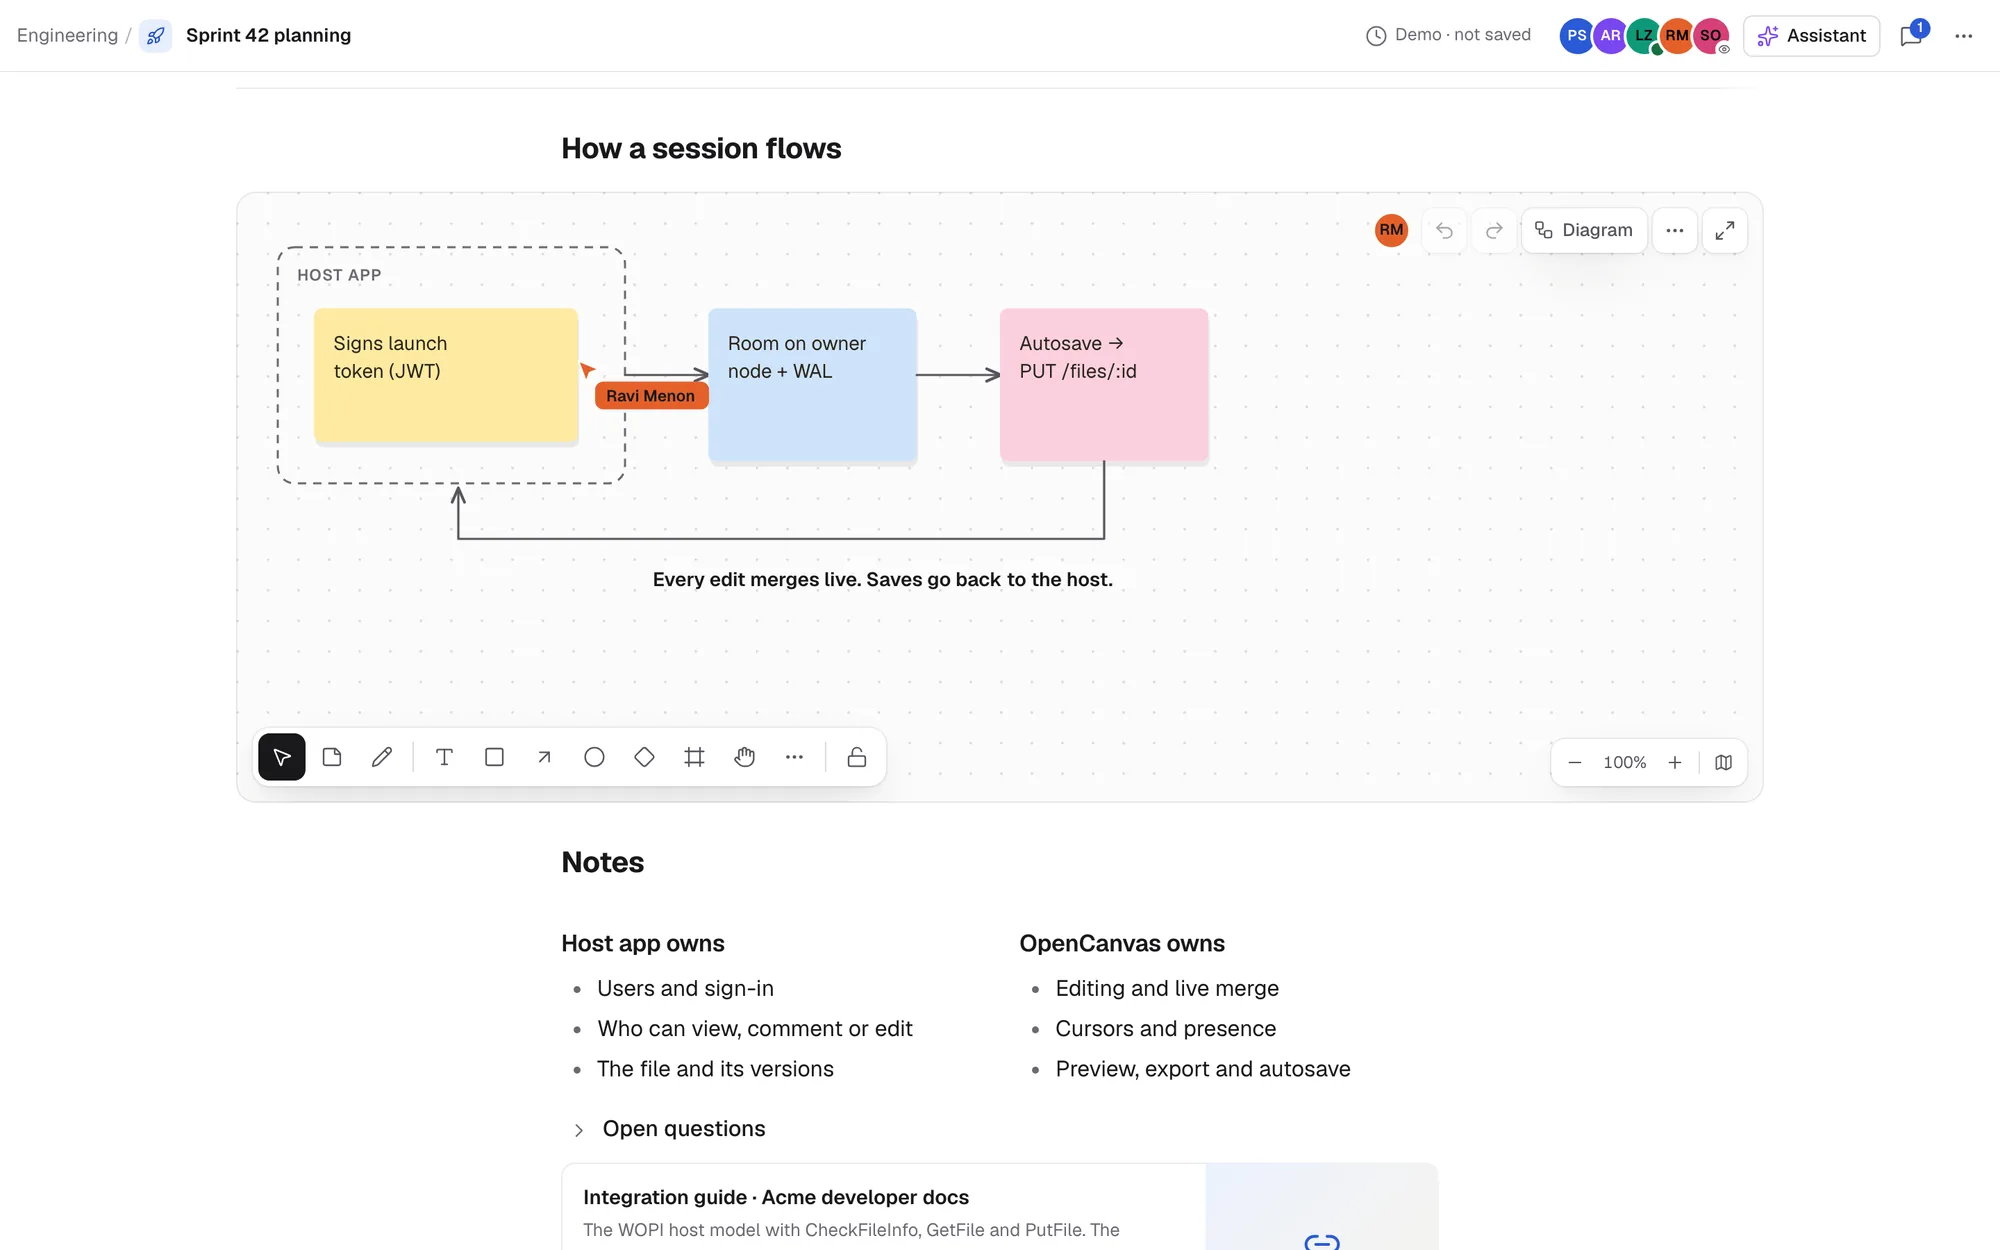 Engineering / Sprint 42 planning
Demo · not saved
PS AR LZ RM SO
Assistant
1
How a session flows
RM
Diagram
HOST APP
Signs launch
token (JWT)
Ravi Menon
Room on owner
node + WAL
Autosave →
PUT /files/:id
Every edit merges live. Saves go back to the host.
100%
Notes
Host app owns
Users and sign-in
Who can view, comment or edit
The file and its versions
OpenCanvas owns
Editing and live merge
Cursors and presence
Preview, export and autosave
Open questions
Integration guide · Acme developer docs
The WOPI host model with CheckFileInfo, GetFile and PutFile. The